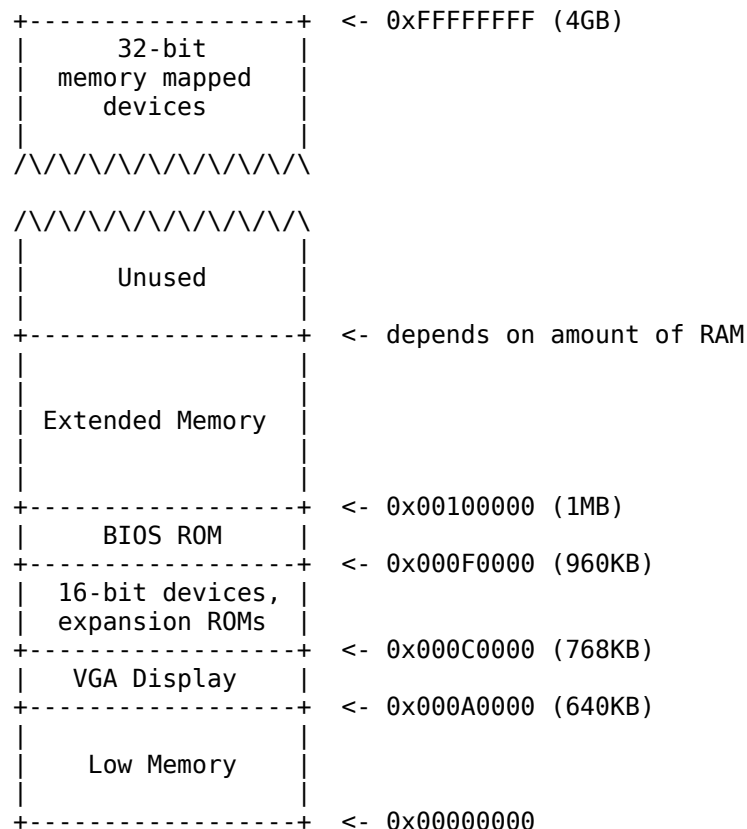 +------------------+  <- 0xFFFFFFFF (4GB)
|      32-bit      |
|  memory mapped   |
|     devices      |
|                  |
/\/\/\/\/\/\/\/\/\/\

/\/\/\/\/\/\/\/\/\/\
|                  |
|      Unused      |
|                  |
+------------------+  <- depends on amount of RAM
|                  |
|                  |
| Extended Memory  |
|                  |
|                  |
+------------------+  <- 0x00100000 (1MB)
|     BIOS ROM     |
+------------------+  <- 0x000F0000 (960KB)
|  16-bit devices, |
|  expansion ROMs  |
+------------------+  <- 0x000C0000 (768KB)
|   VGA Display    |
+------------------+  <- 0x000A0000 (640KB)
|                  |
|    Low Memory    |
|                  |
+------------------+  <- 0x00000000